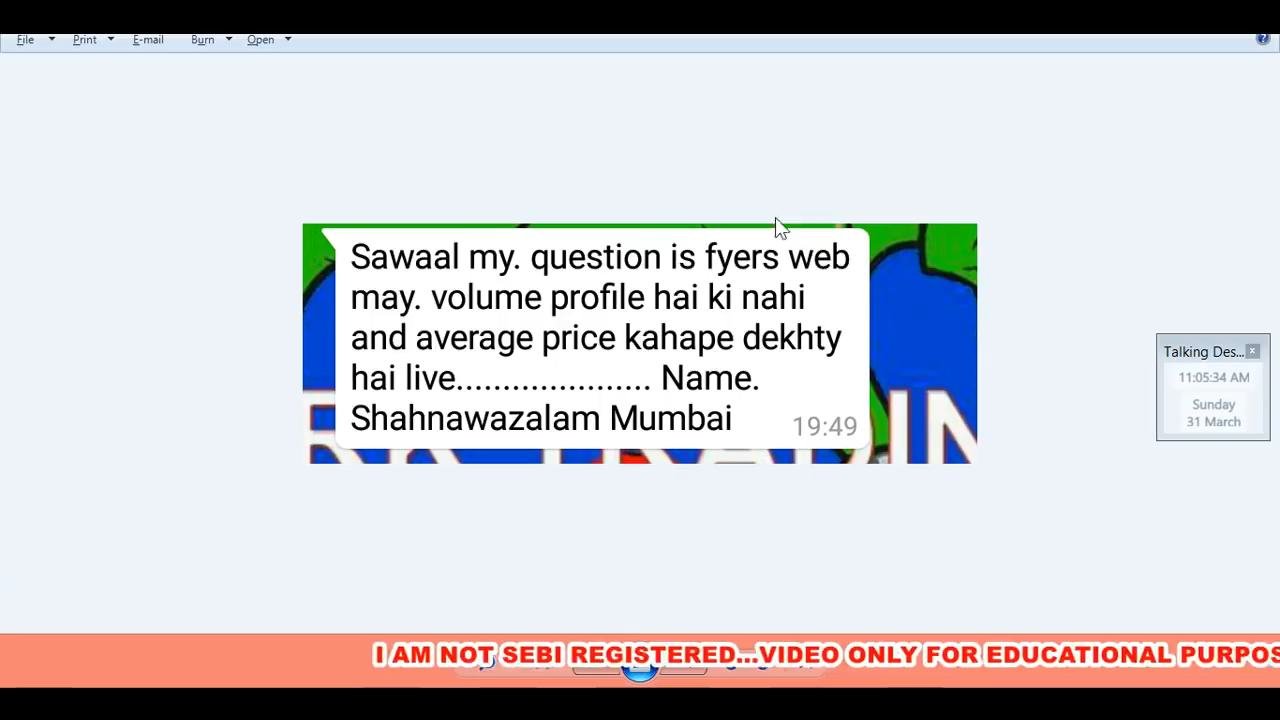 File Print E-mail Burn Open
Sawaal my. question is fyers web
may. volume profile hai ki nahi
and average price kahape dekhty
hai live..................... Name.
Shahnawazalam Mumbai 19:49
Talking Des...
11:05:34 AM
Sunday
31 March
I AM NOT SEBI REGISTERED...VIDEO ONLY FOR EDUCATIONAL PURPOS